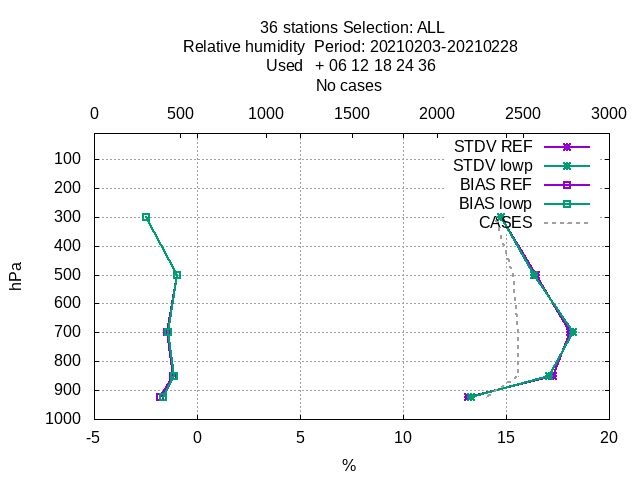 36 stations Selection: ALL
Relative humidity  Period: 20210203-20210228
Used   + 06 12 18 24 36
No cases
0 500 1000 1500 2000 2500 3000
STDV REF
STDV lowp
BIAS REF
BIAS lowp
CASES
100
200
300
400
500
600
700
800
900
1000
hPa
-5 0 5 10 15 20
%